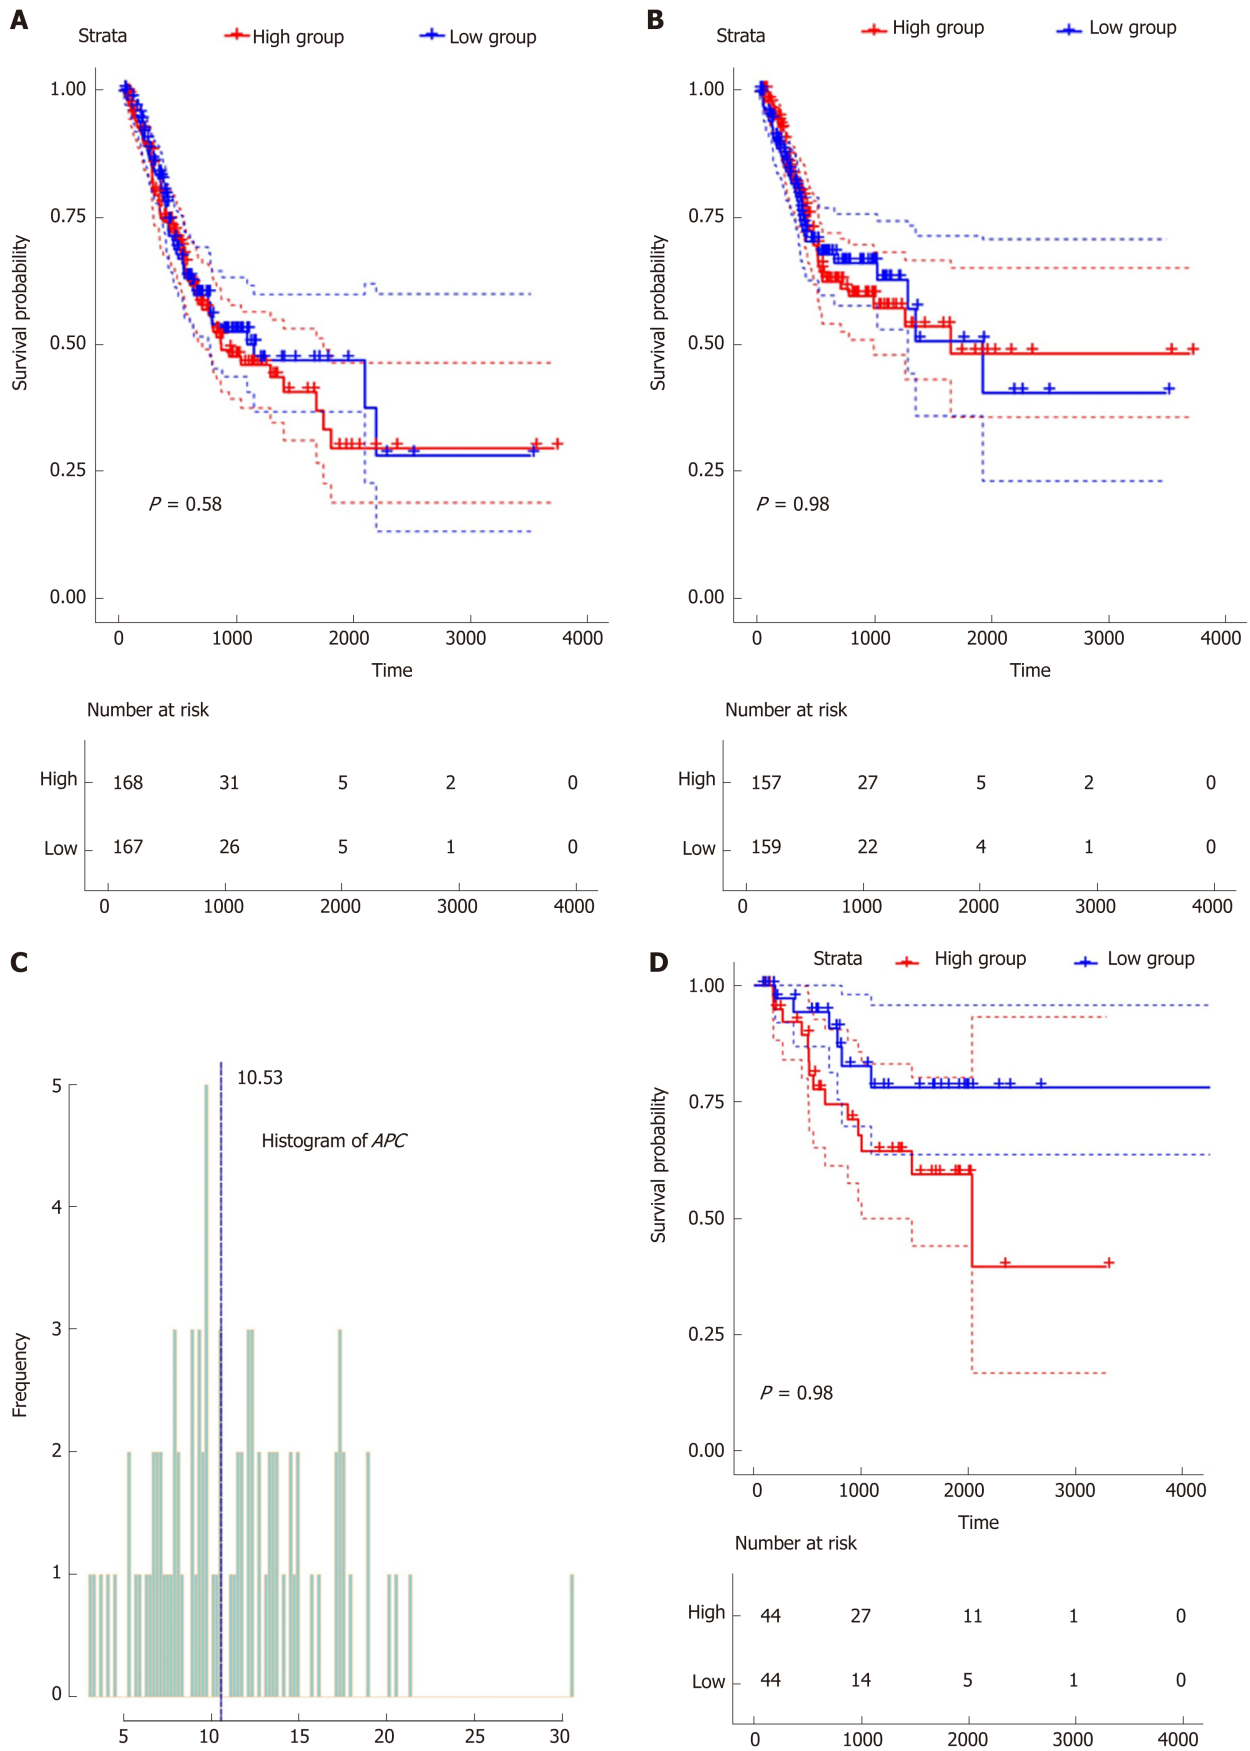 A
Strata High group Low group
1.00
0.75
0.50
0.25
0.00
Survival probability
P = 0.58
0 1000 2000 3000 4000
Time
Number at risk
High 168 31 5 2 0
Low 167 26 5 1 0
0 1000 2000 3000 4000
B
Strata High group Low group
1.00
0.75
0.50
0.25
0.00
Survival probability
P = 0.98
0 1000 2000 3000 4000
Time
Number at risk
High 157 27 5 2 0
Low 159 22 4 1 0
0 1000 2000 3000 4000
C
10.53
Histogram of APC
5
4
3
2
1
0
Frequency
5 10 15 20 25 30
D
Strata High group Low group
1.00
0.75
0.50
0.25
0.00
Survival probability
P = 0.98
0 1000 2000 3000 4000
Time
Number at risk
High 44 27 11 1 0
Low 44 14 5 1 0
0 1000 2000 3000 4000